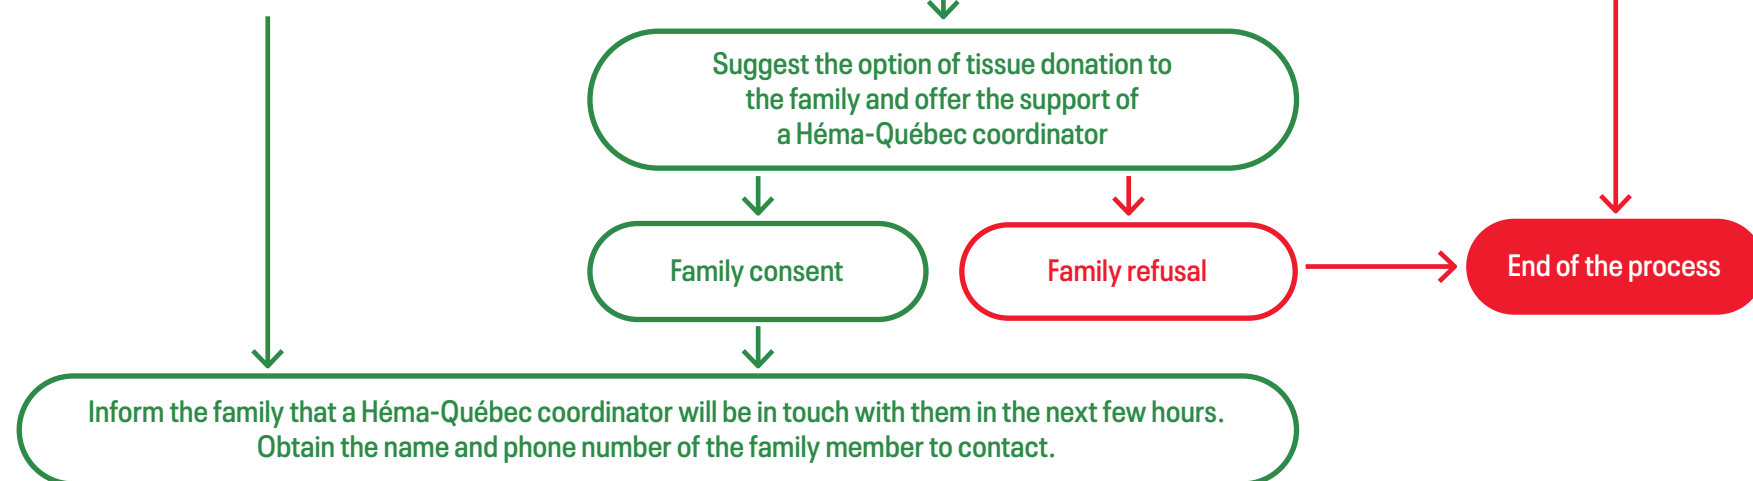 Suggest the option of tissue donation to
the family and offer the support of
a Héma-Québec coordinator
Family consent
Family refusal
End of the process
Inform the family that a Héma-Québec coordinator will be in touch with them in the next few hours.
Obtain the name and phone number of the family member to contact.